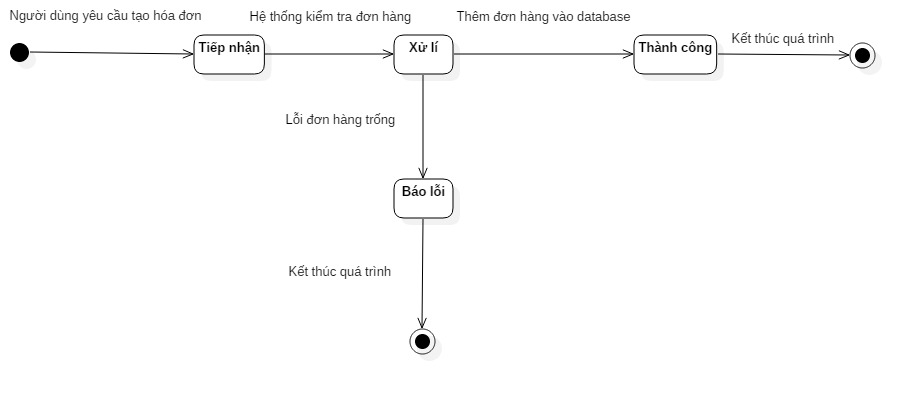 Người dùng yêu cầu tạo hóa đơn
Hệ thống kiểm tra đơn hàng
Thêm đơn hàng vào database
Kết thúc quá trình
Tiếp nhận
Xử lí
Thành công
Lỗi đơn hàng trống
Báo lỗi
Kết thúc quá trình